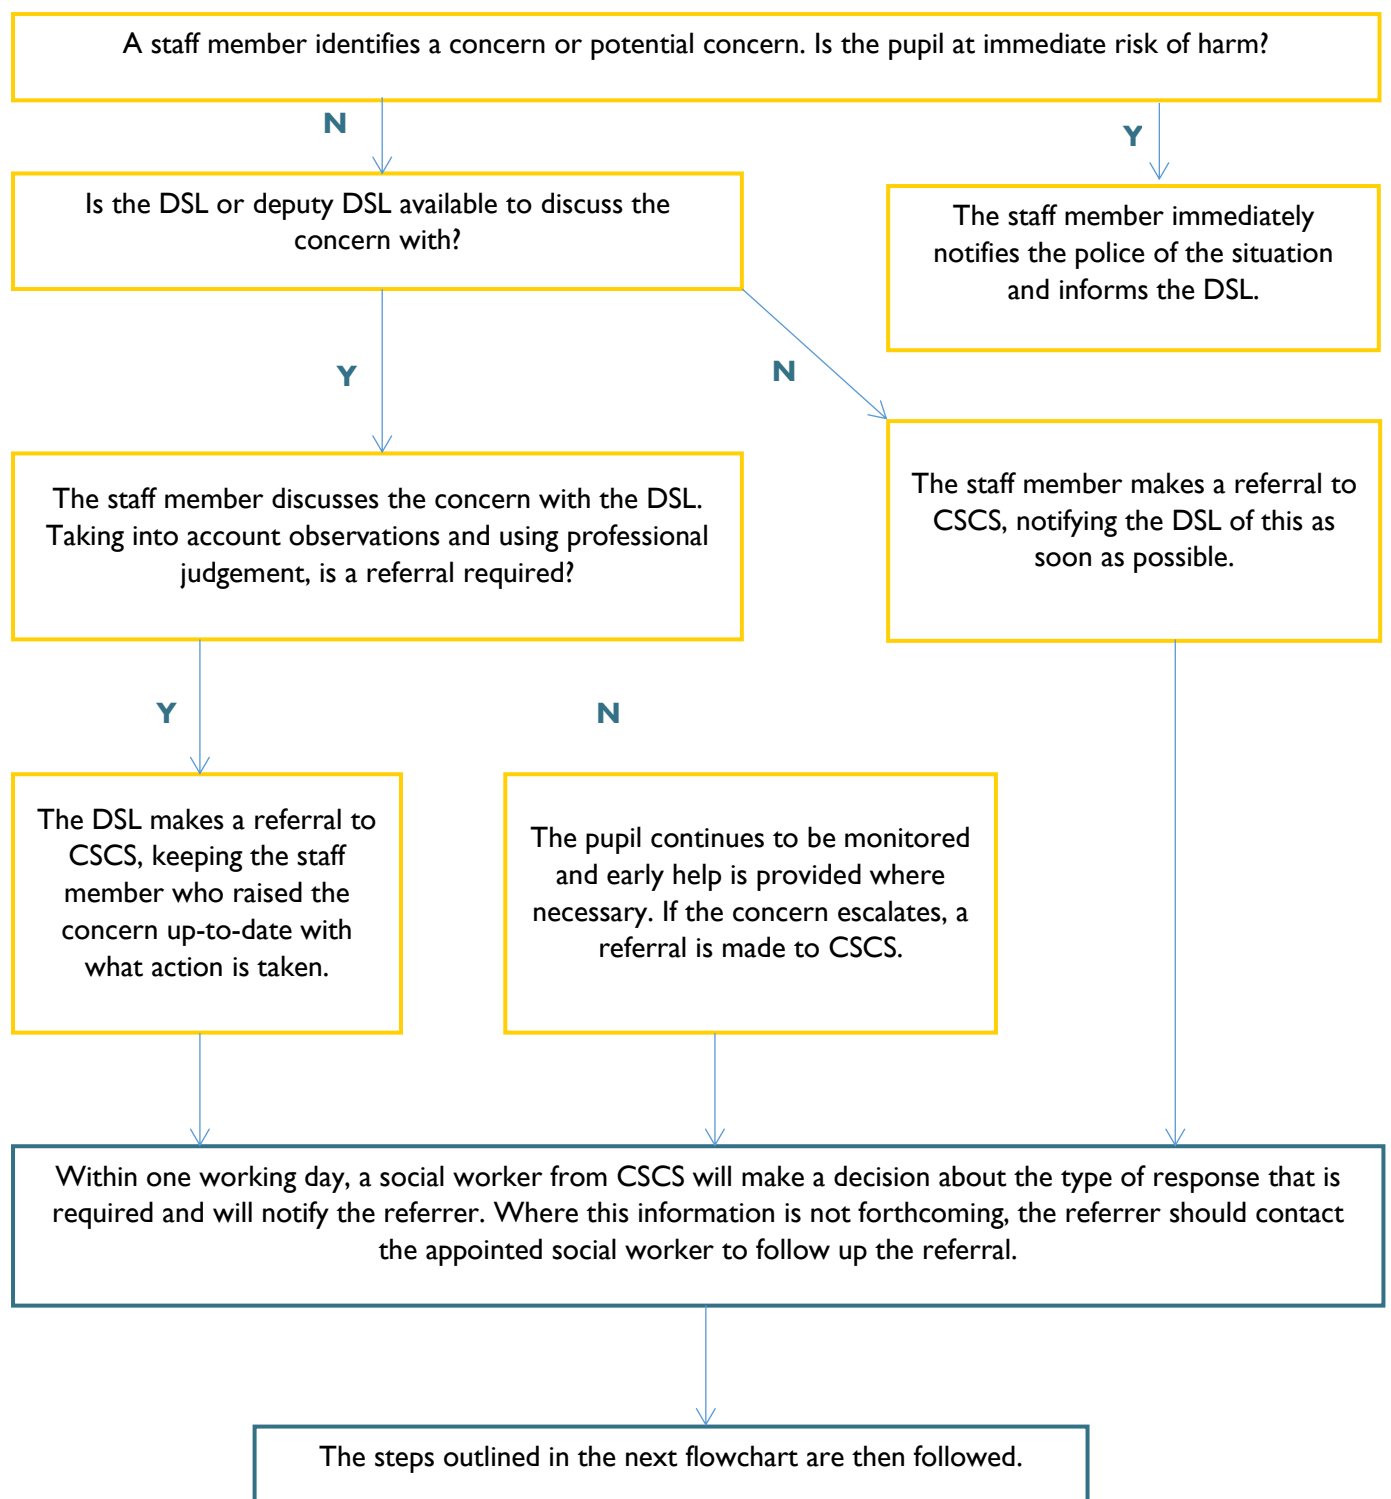 A staff member identifies a concern or potential concern. Is the pupil at immediate risk of harm?
N
Y
Is the DSL or deputy DSL available to discuss the
concern with?
The staff member immediately
notifies the police of the situation
and informs the DSL.
Y
N
The staff member discusses the concern with the DSL.
Taking into account observations and using professional
judgement, is a referral required?
The staff member makes a referral to
CSCS, notifying the DSL of this as
soon as possible.
Y
N
The DSL makes a referral to
CSCS, keeping the staff
member who raised the
concern up-to-date with
what action is taken.
The pupil continues to be monitored
and early help is provided where
necessary. If the concern escalates, a
referral is made to CSCS.
Within one working day, a social worker from CSCS will make a decision about the type of response that is
required and will notify the referrer. Where this information is not forthcoming, the referrer should contact
the appointed social worker to follow up the referral.
The steps outlined in the next flowchart are then followed.